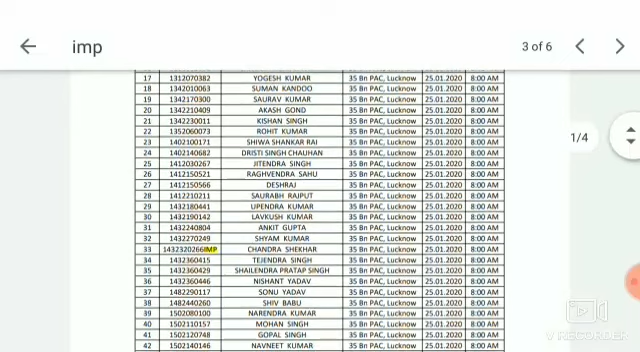 imp
3 of 6
17 1312070382 YOGESH KUMAR 35 Bn PAC, Lucknow 25.01.2020 8:00 AM
18 1342010063 SUMAN KANDOO 35 Bn PAC, Lucknow 25.01.2020 8:00 AM
19 1342170300 SAURAV KUMAR 35 Bn PAC, Lucknow 25.01.2020 8:00 AM
20 1342210409 AKASH GOND 35 Bn PAC, Lucknow 25.01.2020 8:00 AM
21 1342230011 KISHAN SINGH 35 Bn PAC, Lucknow 25.01.2020 8:00 AM
22 1352060073 ROHIT KUMAR 35 Bn PAC, Lucknow 25.01.2020 8:00 AM
23 1402100171 SHIWA SHANKAR RAI 35 Bn PAC, Lucknow 25.01.2020 8:00 AM
24 1402140682 DRISTI SINGH CHAUHAN 35 Bn PAC, Lucknow 25.01.2020 8:00 AM
25 1412030267 JITENDRA SINGH 35 Bn PAC, Lucknow 25.01.2020 8:00 AM
26 1412150521 RAGHVENDRA SAHU 35 Bn PAC, Lucknow 25.01.2020 8:00 AM
27 1412150566 DESHRAJ 35 Bn PAC, Lucknow 25.01.2020 8:00 AM
28 1412210211 SAURABH RAJPUT 35 Bn PAC, Lucknow 25.01.2020 8:00 AM
29 1432180441 UPENDRA KUMAR 35 Bn PAC, Lucknow 25.01.2020 8:00 AM
30 1432190142 LAVKUSH KUMAR 35 Bn PAC, Lucknow 25.01.2020 8:00 AM
31 1432240804 ANKIT GUPTA 35 Bn PAC, Lucknow 25.01.2020 8:00 AM
32 1432270249 SHYAM KUMAR 35 Bn PAC, Lucknow 25.01.2020 8:00 AM
33 1432320266IMP CHANDRA SHEKHAR 35 Bn PAC, Lucknow 25.01.2020 8:00 AM
34 1432360415 TEJENDRA SINGH 35 Bn PAC, Lucknow 25.01.2020 8:00 AM
35 1432360429 SHAILENDRA PRATAP SINGH 35 Bn PAC, Lucknow 25.01.2020 8:00 AM
36 1432360446 NISHANT YADAV 35 Bn PAC, Lucknow 25.01.2020 8:00 AM
37 1482290117 SONU YADAV 35 Bn PAC, Lucknow 25.01.2020 8:00 AM
38 1482440260 SHIV BABU 35 Bn PAC, Lucknow 25.01.2020 8:00 AM
39 1502080100 NARENDRA KUMAR 35 Bn PAC, Lucknow 25.01.2020 8:00 AM
40 1502110157 MOHAN SINGH 35 Bn PAC, Lucknow 25.01.2020 8:00 AM
41 1502120748 GOPAL SINGH 35 Bn PAC, Lucknow 25.01.2020 8:00 AM
42 1502140146 NAVNEET KUMAR 35 Bn PAC, Lucknow 25.01.2020 8:00 AM
1/4
V RECORDER